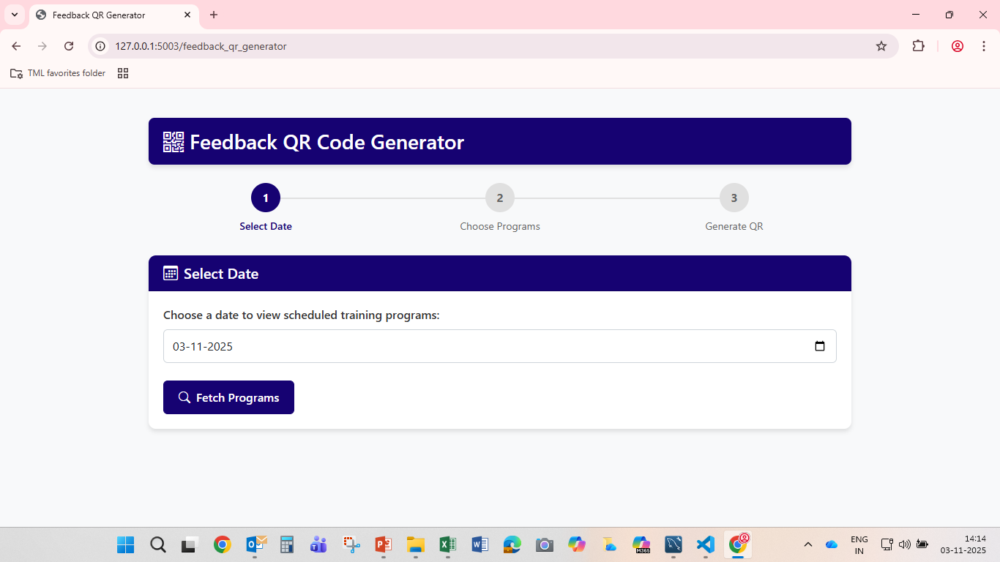 Feedback QR Generator
127.0.0.1:5003/feedback_qr_generator
TML favorites folder
Feedback QR Code Generator
1 2 3
Select Date Choose Programs Generate QR
Select Date
Choose a date to view scheduled training programs:
03-11-2025
Fetch Programs
ENG
IN
14:14
03-11-2025
M365